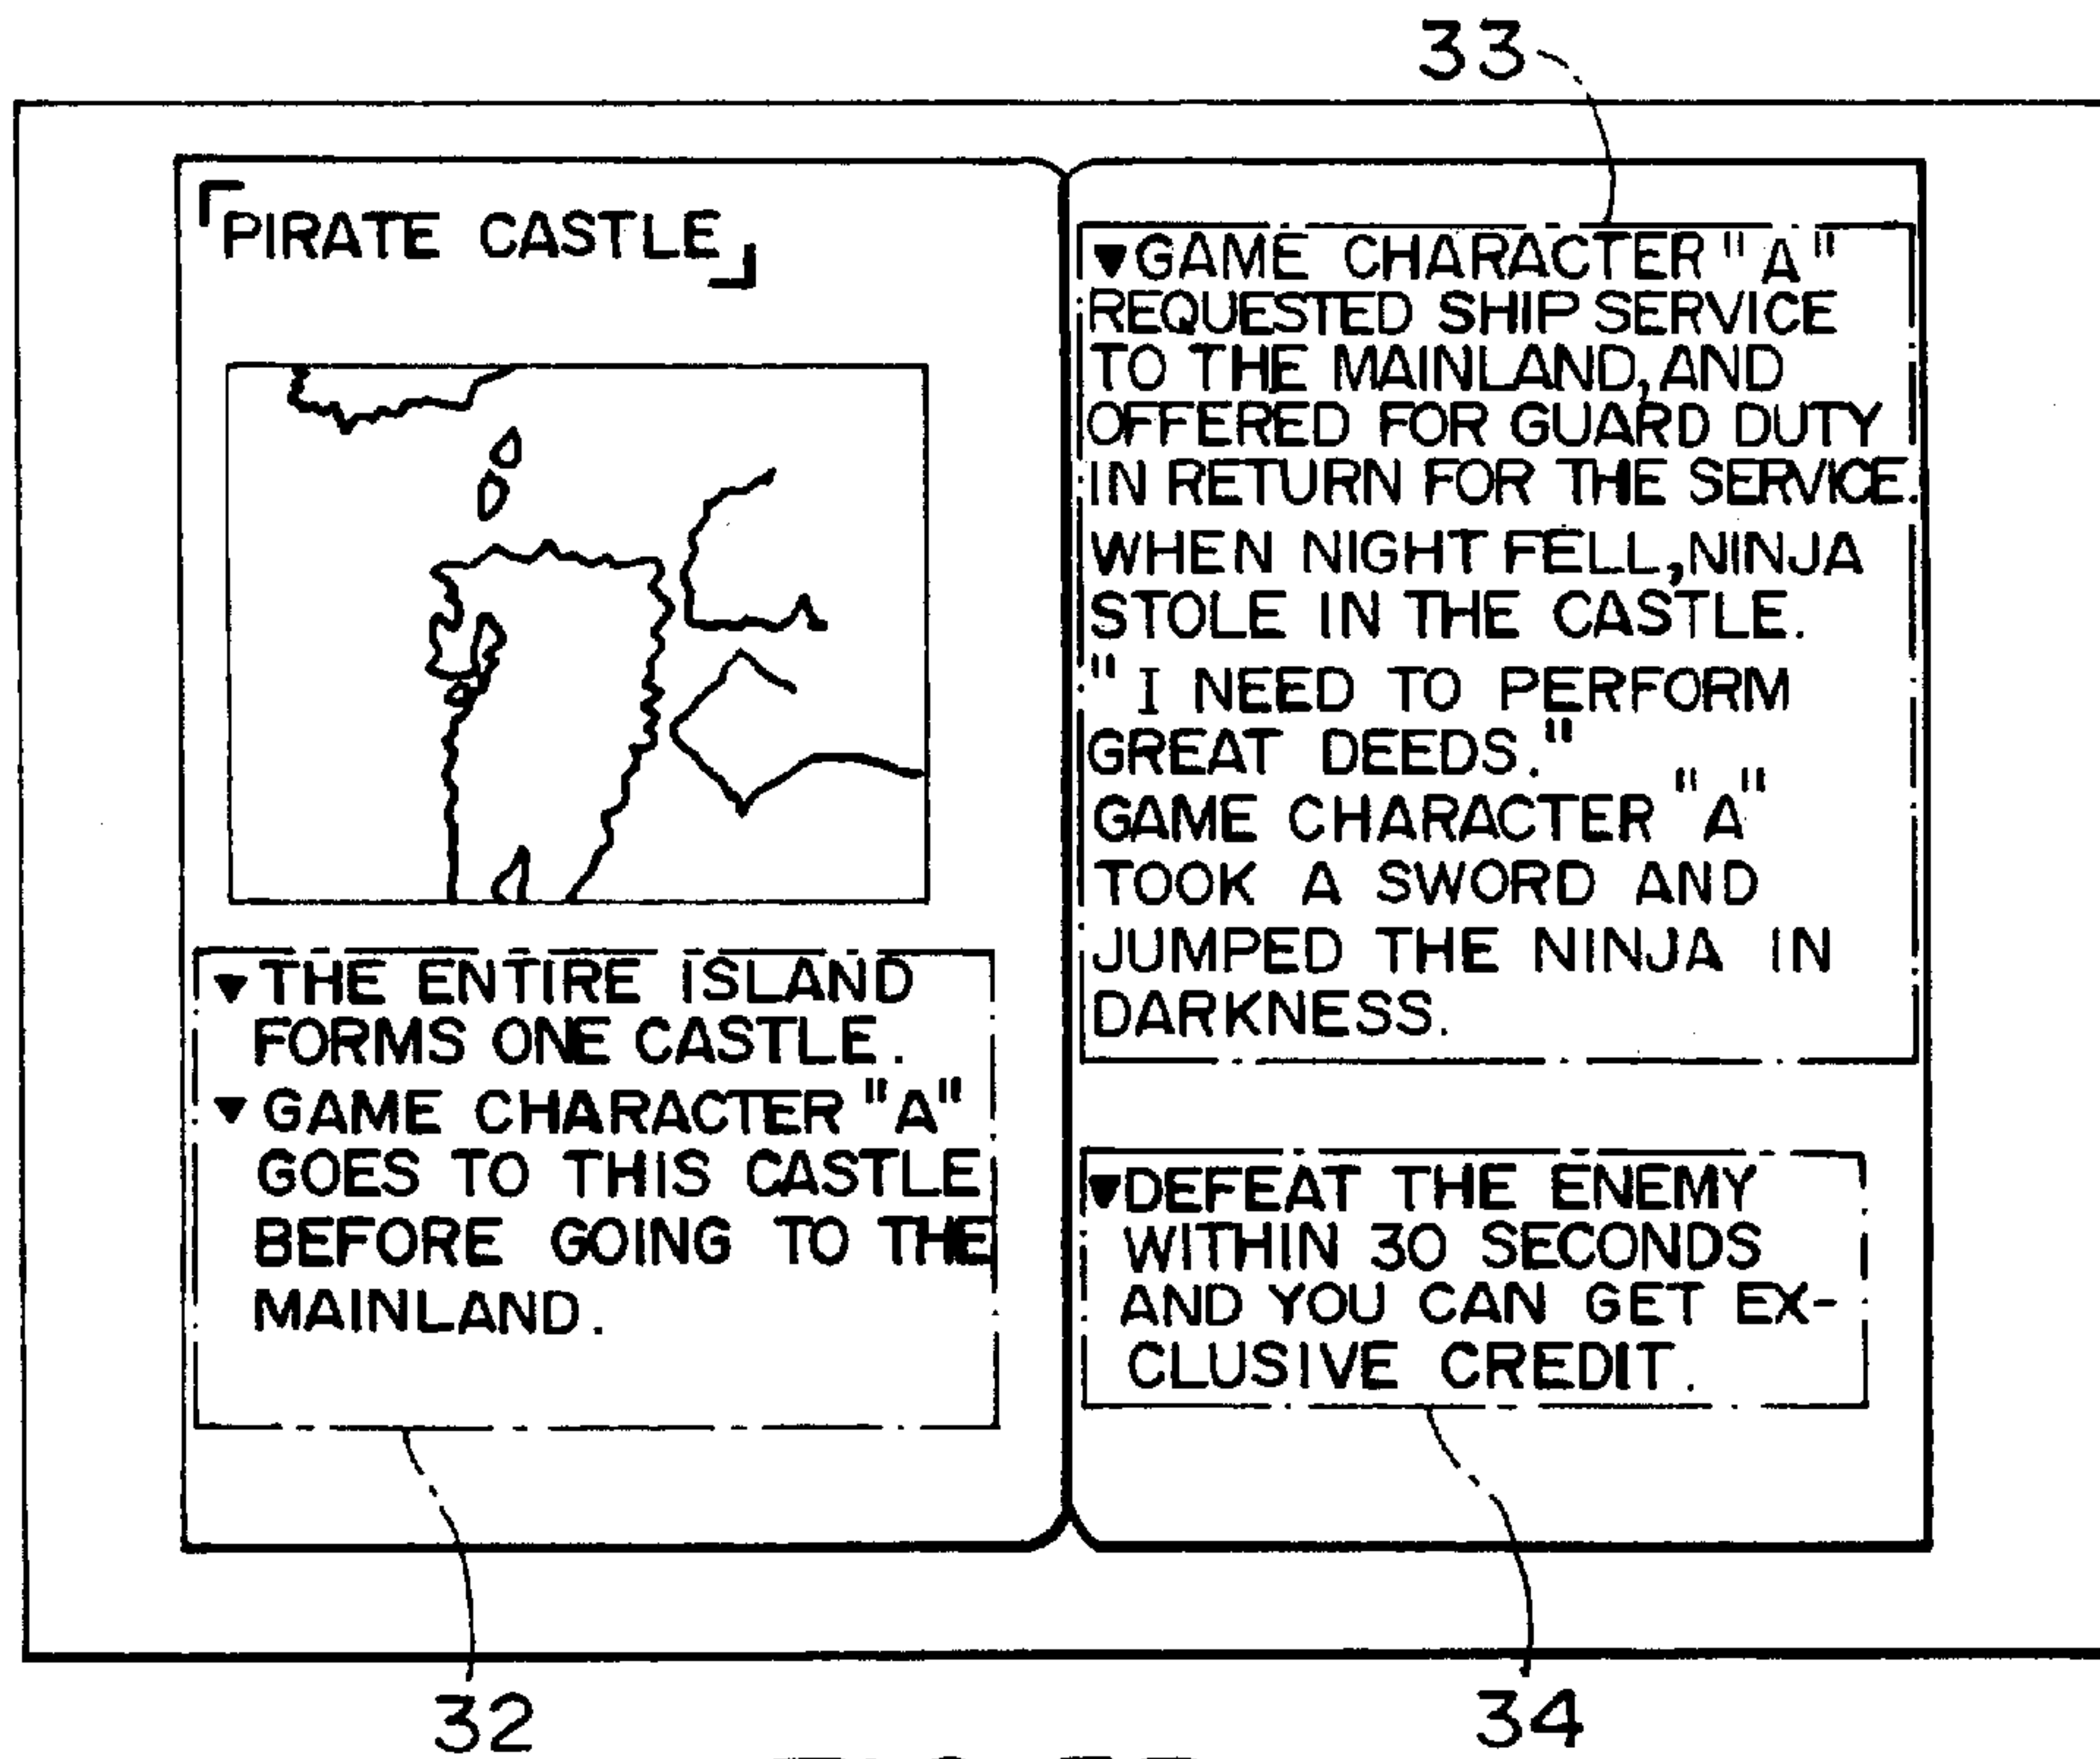 33
「PIRATE CASTLE」
▼THE ENTIRE ISLAND
FORMS ONE CASTLE.
▼GAME CHARACTER "A"
GOES TO THIS CASTLE
BEFORE GOING TO THE
MAINLAND.
▼GAME CHARACTER "A"
REQUESTED SHIP SERVICE
TO THE MAINLAND, AND
OFFERED FOR GUARD DUTY
IN RETURN FOR THE SERVICE.
WHEN NIGHT FELL, NINJA
STOLE IN THE CASTLE.
"I NEED TO PERFORM
GREAT DEEDS."
GAME CHARACTER "A"
TOOK A SWORD AND
JUMPED THE NINJA IN
DARKNESS.
▼DEFEAT THE ENEMY
WITHIN 30 SECONDS
AND YOU CAN GET EX-
CLUSIVE CREDIT.
32
34